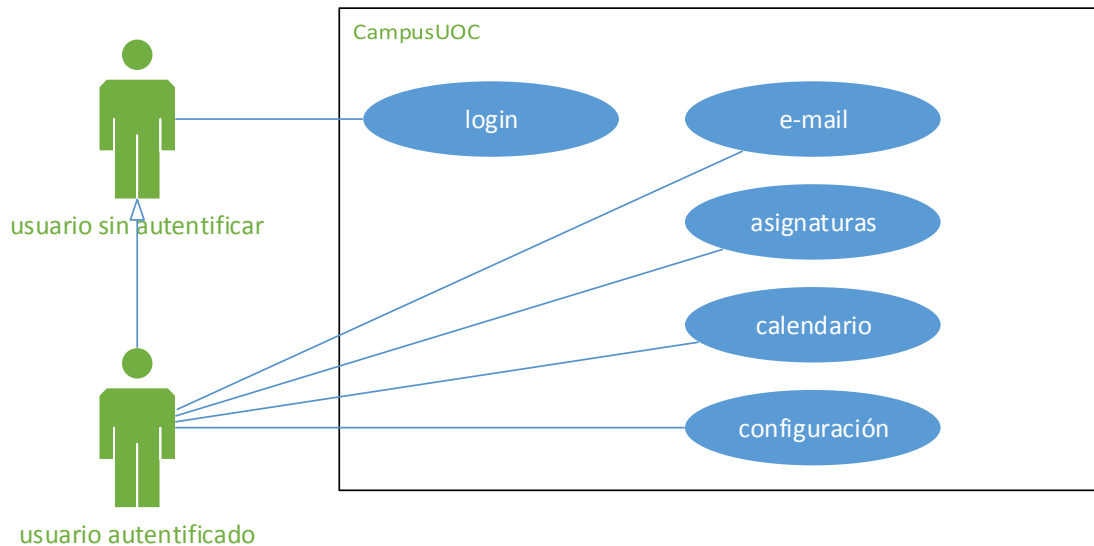 CampusUOC
login
e-mail
usuario sin autentificar
asignaturas
calendario
configuración
usuario autentificado